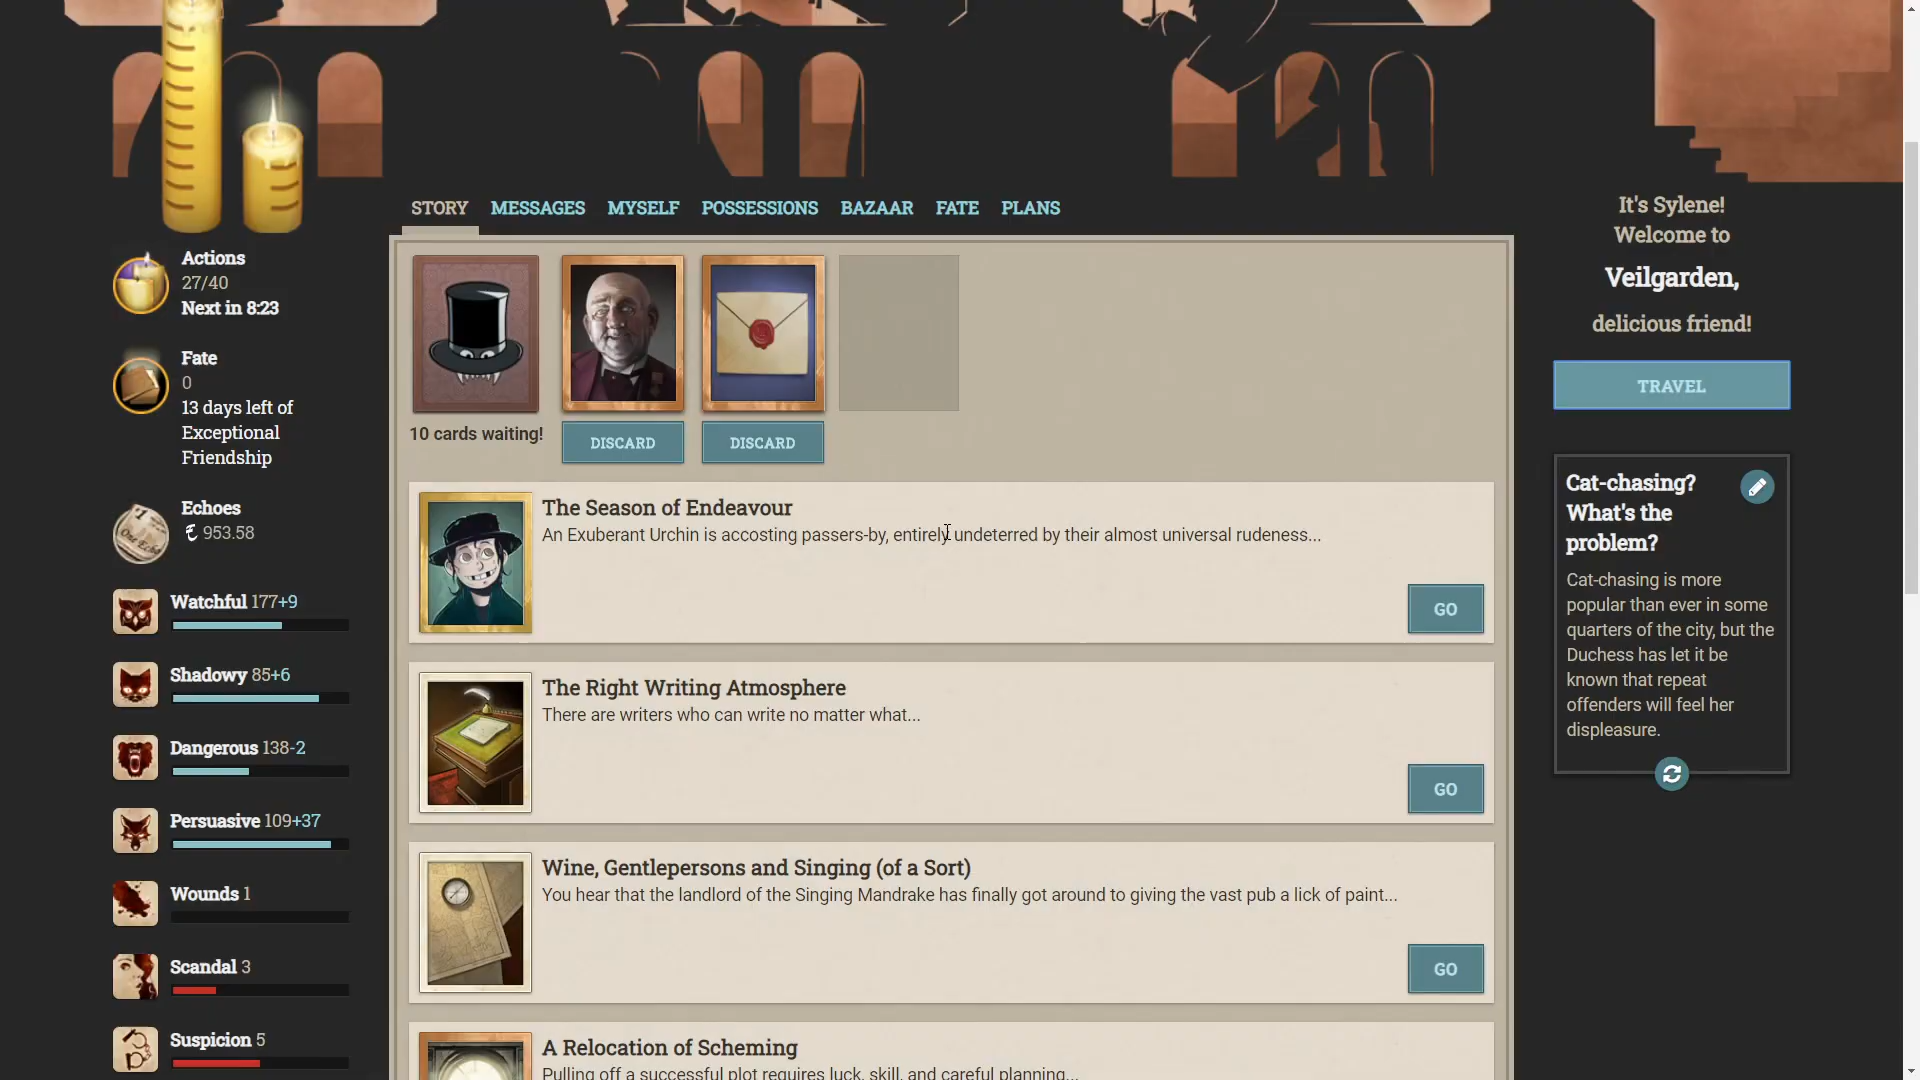 STORY
MESSAGES
MYSELF
POSSESSIONS
BAZAAR
FATE
PLANS
Actions
27/40
Next in 8:23
Fate
0
13 days left of
Exceptional
Friendship
Echoes
953.58
Watchful 177+9
Shadowy 85+6
Dangerous 138-2
Persuasive 109+37
Wounds 1
Scandal 3
Suspicion 5
10 cards waiting!
DISCARD
DISCARD
The Season of Endeavour
An Exuberant Urchin is accosting passers-by, entirely undeterred by their almost universal rudeness...
GO
The Right Writing Atmosphere
There are writers who can write no matter what...
GO
Wine, Gentlepersons and Singing (of a Sort)
You hear that the landlord of the Singing Mandrake has finally got around to giving the vast pub a lick of paint...
GO
A Relocation of Scheming
Pulling off a successful plot requires luck, skill, and careful planning...
It's Sylene!
Welcome to
Veilgarden,
delicious friend!
TRAVEL
Cat-chasing?
What's the
problem?
Cat-chasing is more
popular than ever in some
quarters of the city, but the
Duchess has let it be
known that repeat
offenders will feel her
displeasure.